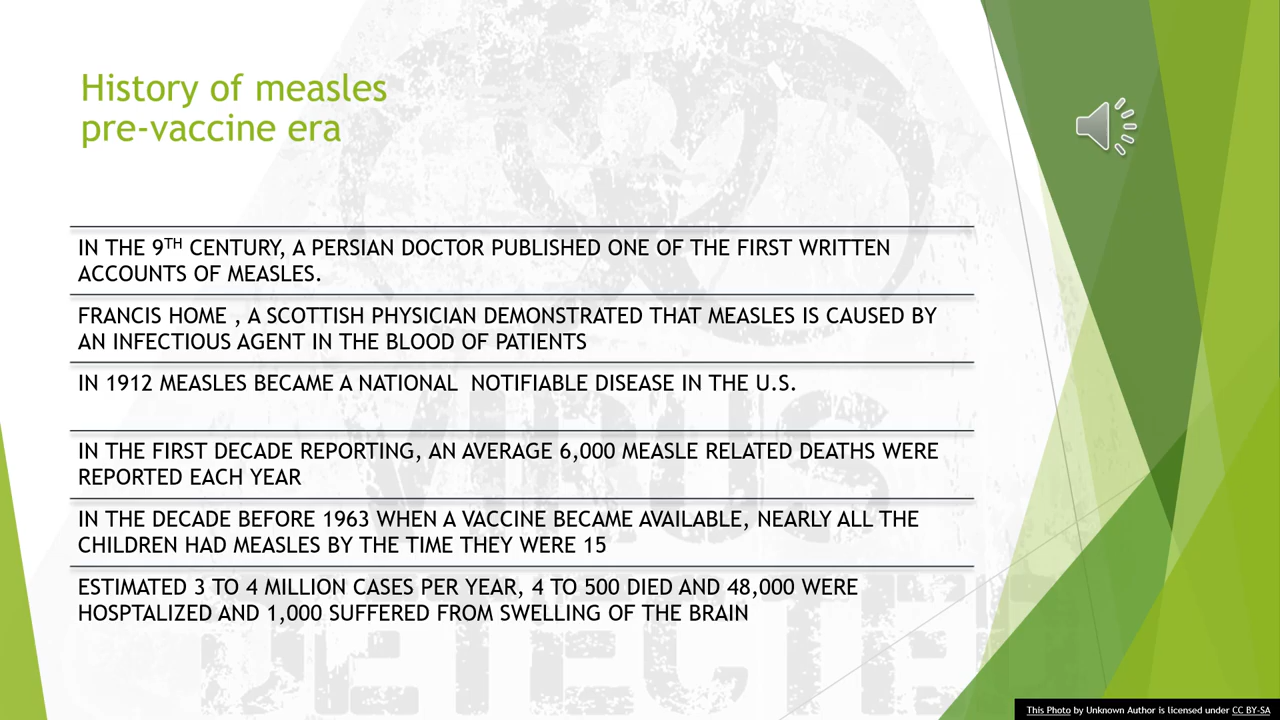 History of measles
pre-vaccine era
IN THE 9TH CENTURY, A PERSIAN DOCTOR PUBLISHED ONE OF THE FIRST WRITTEN
ACCOUNTS OF MEASLES.
FRANCIS HOME , A SCOTTISH PHYSICIAN DEMONSTRATED THAT MEASLES IS CAUSED BY
AN INFECTIOUS AGENT IN THE BLOOD OF PATIENTS
IN 1912 MEASLES BECAME A NATIONAL  NOTIFIABLE DISEASE IN THE U.S.
IN THE FIRST DECADE REPORTING, AN AVERAGE 6,000 MEASLE RELATED DEATHS WERE
REPORTED EACH YEAR
IN THE DECADE BEFORE 1963 WHEN A VACCINE BECAME AVAILABLE, NEARLY ALL THE
CHILDREN HAD MEASLES BY THE TIME THEY WERE 15
ESTIMATED 3 TO 4 MILLION CASES PER YEAR, 4 TO 500 DIED AND 48,000 WERE
HOSPTALIZED AND 1,000 SUFFERED FROM SWELLING OF THE BRAIN
VIRUS
DETECTE
This Photo by Unknown Author is licensed under CC BY-SA